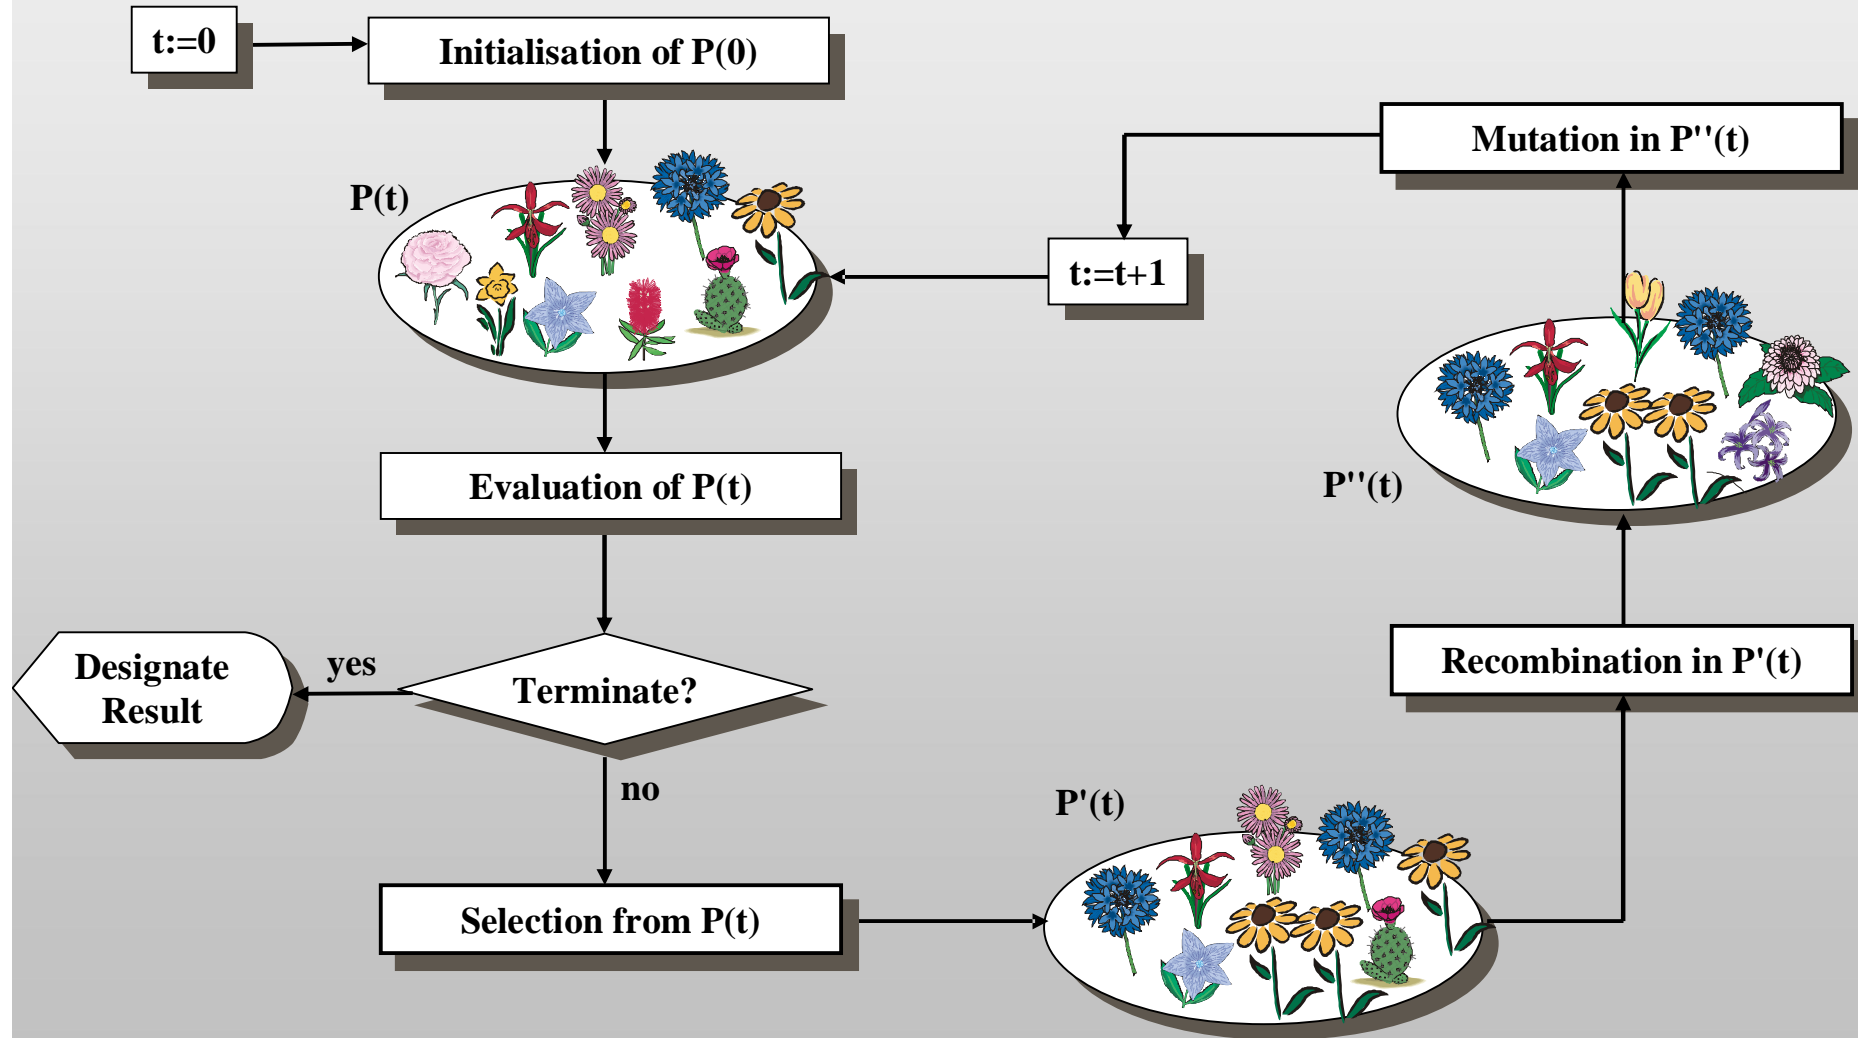 t:=0
Initialisation of P(0)
Mutation in P''(t)
P(t)
t:=t+1
Evaluation of P(t)
P''(t)
Designate
Result
yes
Terminate?
Recombination in P'(t)
no
P'(t)
Selection from P(t)